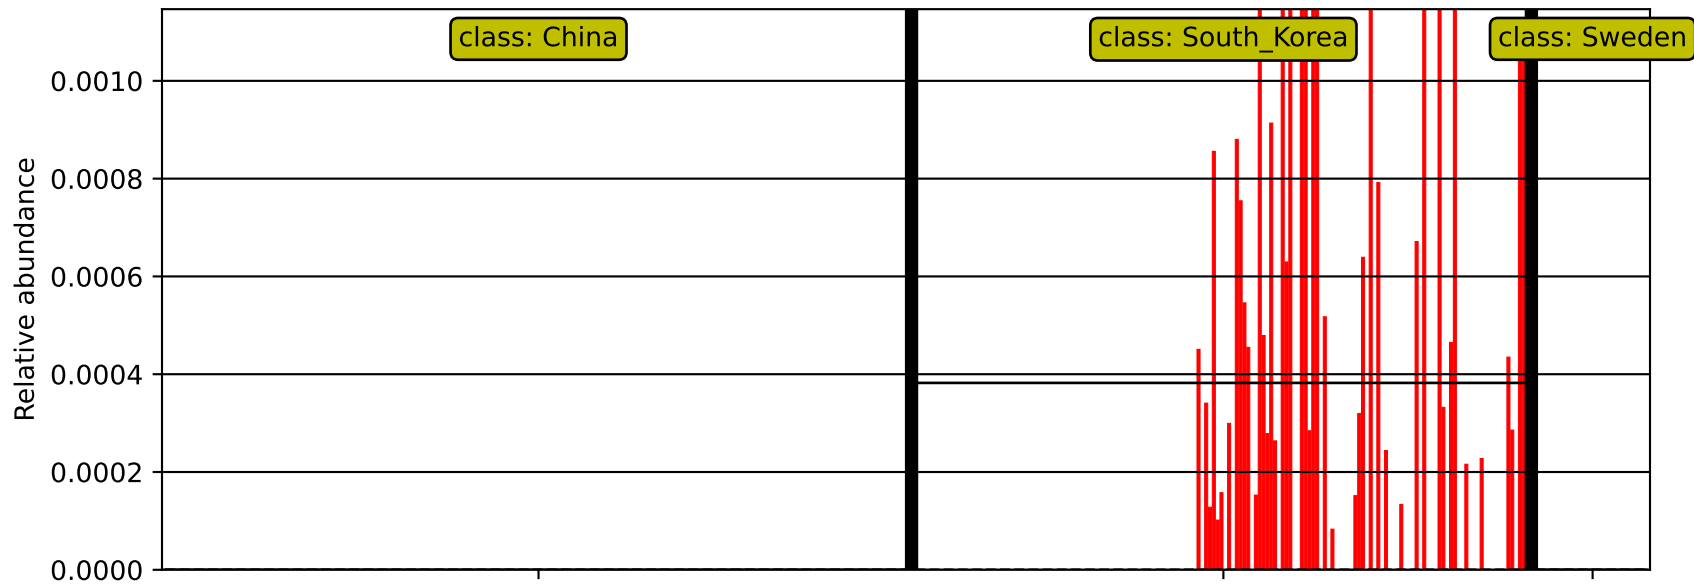 class: China
class: South_Korea
class: Sweden
0.0010
0.0008
0.0006
0.0004
0.0002
0.0000
Relative abundance